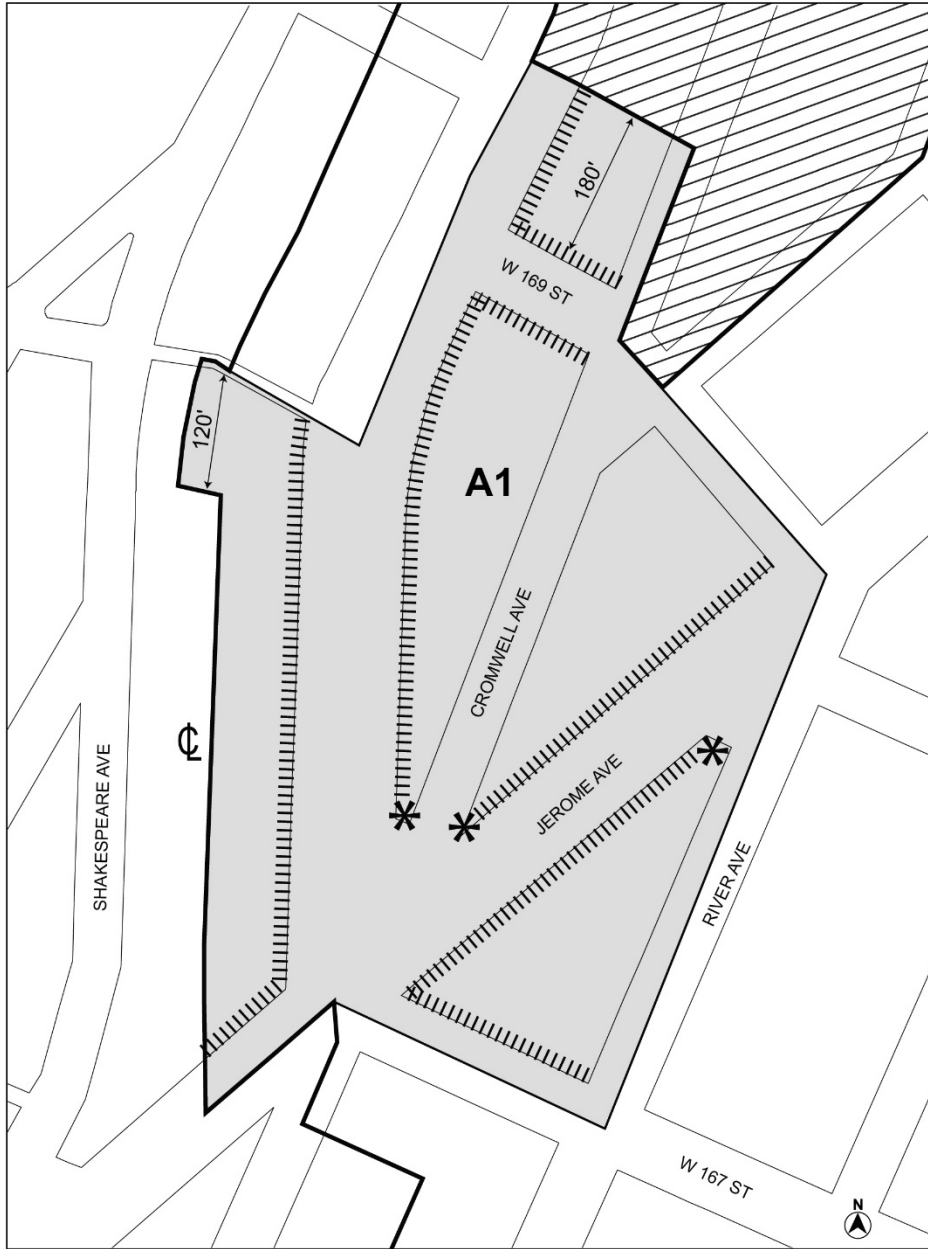 180'
W 169 ST
120'
A1
CROMWELL AVE
℄
JEROME AVE
SHAKESPEARE AVE
RIVER AVE
W 167 ST
N